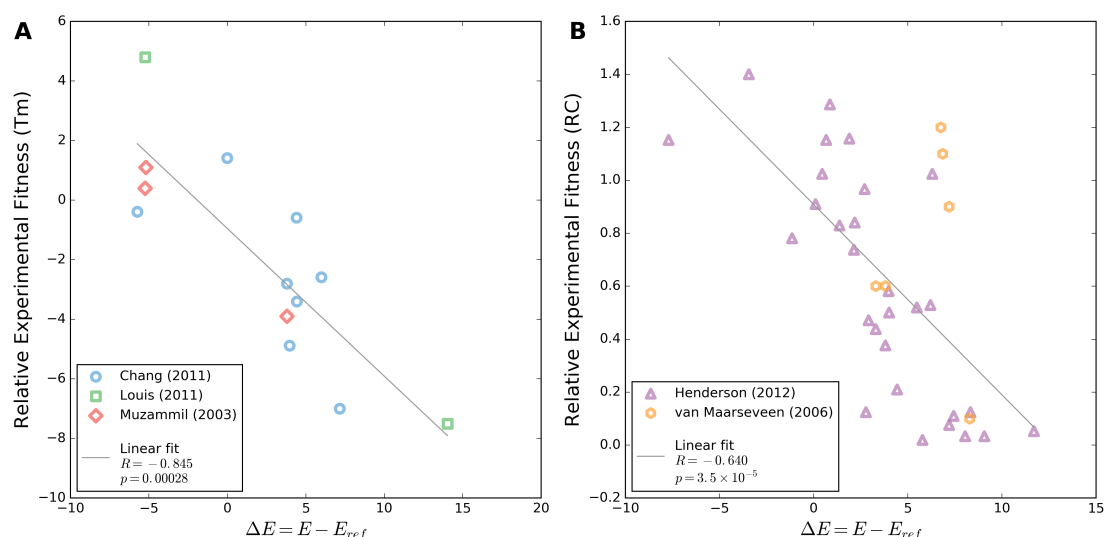 A
Relative Experimental Fitness (Tm)
6
4
2
0
−2
−4
−6
−8
−10
Chang (2011)
Louis (2011)
Muzammil (2003)
Linear fit
R = −0.845
p = 0.00028
−10 −5 0 5 10 15 20
ΔE = E − E_ref
B
Relative Experimental Fitness (RC)
1.6
1.4
1.2
1.0
0.8
0.6
0.4
0.2
0.0
−0.2
Henderson (2012)
van Maarseveen (2006)
Linear fit
R = −0.640
p = 3.5 × 10⁻⁵
−10 −5 0 5 10 15
ΔE = E − E_ref